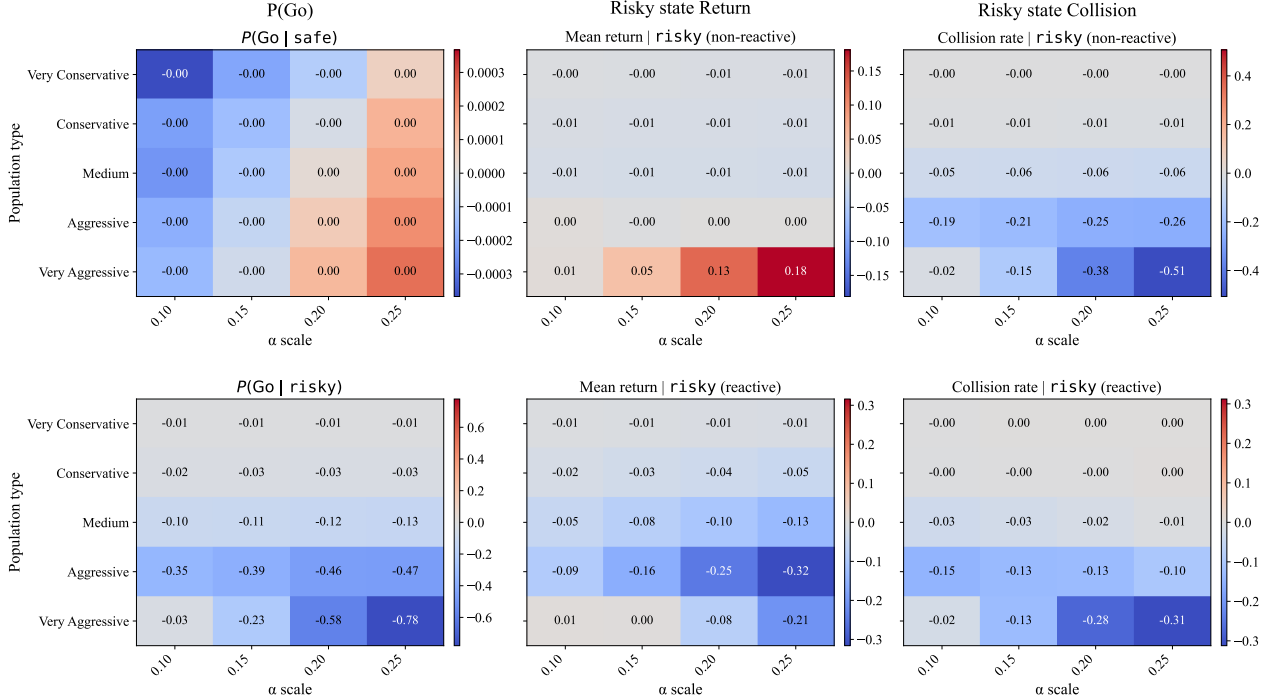 P(Go)
Risky state Return
Risky state Collision
P(Go | safe)
Mean return | risky (non-reactive)
Collision rate | risky (non-reactive)
Population type
Very Conservative
-0.00 -0.00 -0.00 0.00
Conservative
-0.00 -0.00 -0.00 0.00
Medium
-0.00 -0.00 0.00 0.00
Aggressive
-0.00 -0.00 0.00 0.00
Very Aggressive
-0.00 -0.00 0.00 0.00
0.10 0.15 0.20 0.25
α scale
0.0003
0.0002
0.0001
0.0000
−0.0001
−0.0002
−0.0003
-0.00 -0.00 -0.01 -0.01
-0.01 -0.01 -0.01 -0.01
-0.01 -0.01 -0.01 -0.01
0.00 -0.00 0.00 0.00
0.01 0.05 0.13 0.18
0.10 0.15 0.20 0.25
α scale
0.15
0.10
0.05
0.00
−0.05
−0.10
−0.15
-0.00 -0.00 -0.00 -0.00
-0.01 -0.01 -0.01 -0.01
-0.05 -0.06 -0.06 -0.06
-0.19 -0.21 -0.25 -0.26
-0.02 -0.15 -0.38 -0.51
0.10 0.15 0.20 0.25
α scale
0.4
0.2
0.0
−0.2
−0.4
P(Go | risky)
Mean return | risky (reactive)
Collision rate | risky (reactive)
Population type
Very Conservative
-0.01 -0.01 -0.01 -0.01
Conservative
-0.02 -0.03 -0.03 -0.03
Medium
-0.10 -0.11 -0.12 -0.13
Aggressive
-0.35 -0.39 -0.46 -0.47
Very Aggressive
-0.03 -0.23 -0.58 -0.78
0.10 0.15 0.20 0.25
α scale
0.6
0.4
0.2
0.0
−0.2
−0.4
−0.6
-0.01 -0.01 -0.01 -0.01
-0.02 -0.03 -0.04 -0.05
-0.05 -0.08 -0.10 -0.13
-0.09 -0.16 -0.25 -0.32
0.01 0.00 -0.08 -0.21
0.10 0.15 0.20 0.25
α scale
0.3
0.2
0.1
0.0
−0.1
−0.2
−0.3
-0.00 0.00 0.00 0.00
-0.00 -0.00 -0.00 0.00
-0.03 -0.03 -0.02 -0.01
-0.15 -0.13 -0.13 -0.10
-0.02 -0.13 -0.28 -0.31
0.10 0.15 0.20 0.25
α scale
0.3
0.2
0.1
0.0
−0.1
−0.2
−0.3